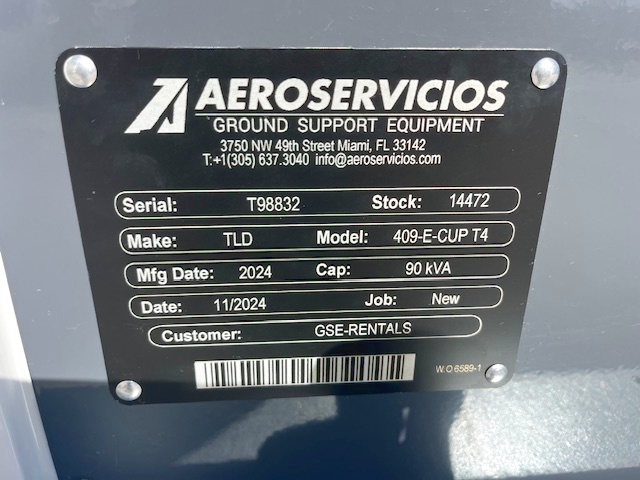 AEROSERVICIOS
GROUND SUPPORT EQUIPMENT
3750 NW 49th Street Miami, FL 33142
T:+1(305) 637.3040 info@aeroservicios.com
Serial: T98832 Stock: 14472
Make: TLD Model: 409-E-CUP T4
Mfg Date: 2024 Cap: 90 kVA
Date: 11/2024 Job: New
Customer: GSE-RENTALS
W.O 6589-1